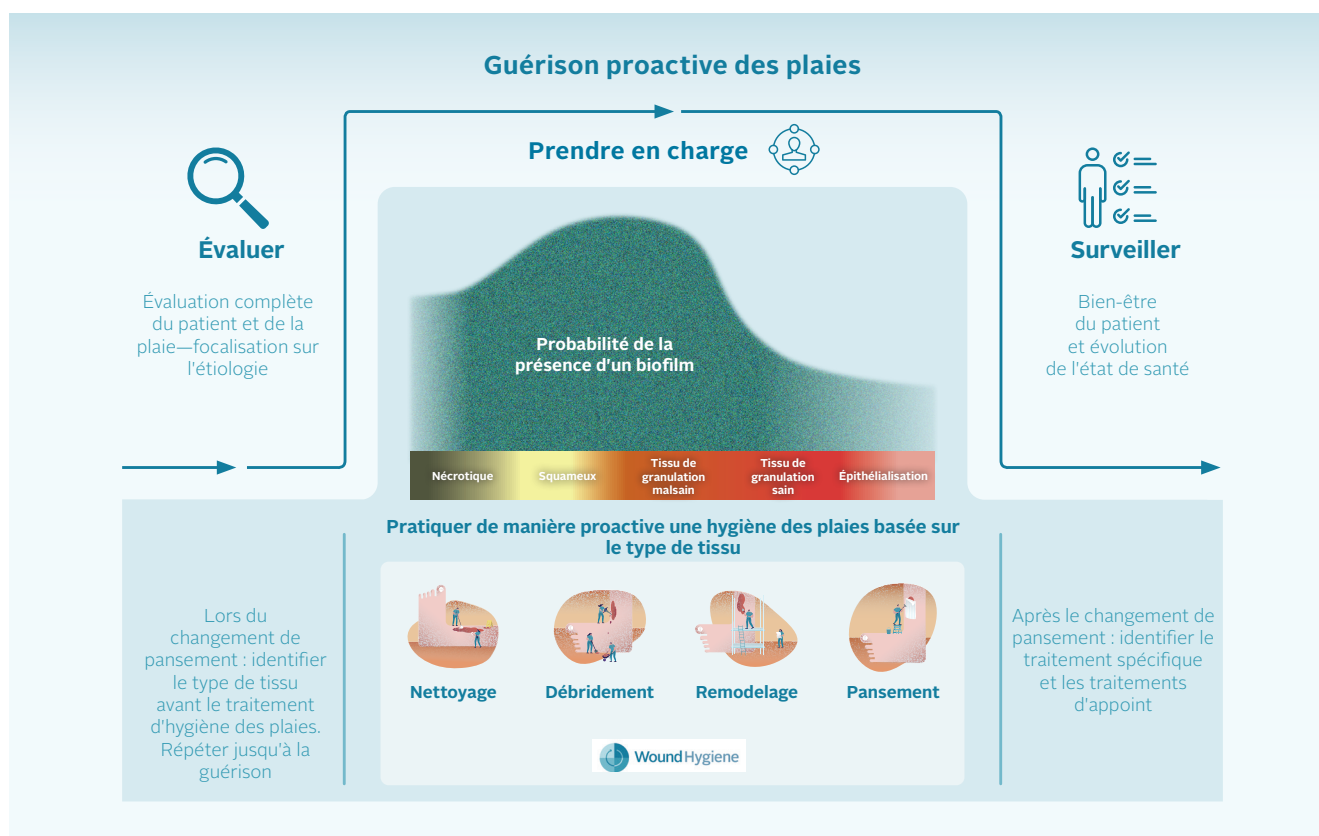 Guérison proactive des plaies
Prendre en charge
Évaluer
Évaluation complète
du patient et de la
plaie—focalisation sur
l'étiologie
Probabilité de la
présence d'un biofilm
Nécrotique
Squameux
Tissu de
granulation
malsain
Tissu de
granulation
sain
Épithélialisation
Surveiller
Bien-être
du patient
et évolution
de l'état de santé
Lors du
changement de
pansement : identifier
le type de tissu
avant le traitement
d'hygiène des plaies.
Répéter jusqu'à la
guérison
Pratiquer de manière proactive une hygiène des plaies basée sur
le type de tissu
Nettoyage
Débridement
Remodelage
Pansement
WoundHygiene
Après le changement de
pansement : identifier le
traitement spécifique
et les traitements
d'appoint